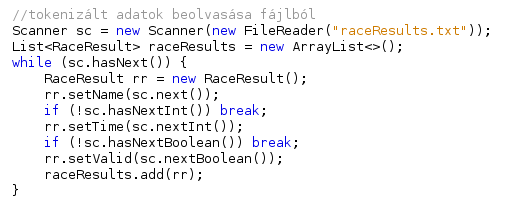 //tokenizált adatok beolvasása fájlból
Scanner sc = new Scanner(new FileReader("raceResults.txt"));
List<RaceResult> raceResults = new ArrayList<>();
while (sc.hasNext()) {
    RaceResult rr = new RaceResult();
    rr.setName(sc.next());
    if (!sc.hasNextInt()) break;
    rr.setTime(sc.nextInt());
    if (!sc.hasNextBoolean()) break;
    rr.setValid(sc.nextBoolean());
    raceResults.add(rr);
}